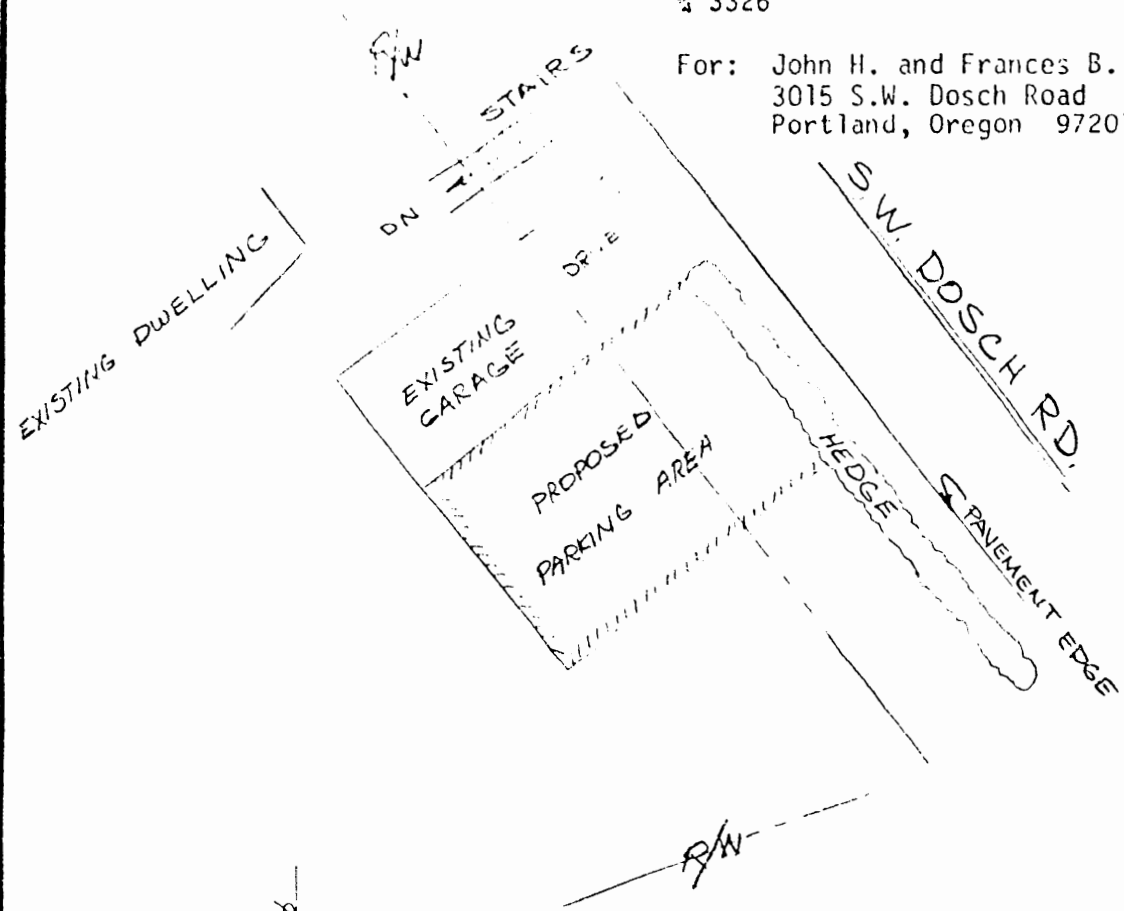 3326
For: John H. and Frances B.
3015 S.W. Dosch Road
Portland, Oregon 9720
R/W
STAIRS
DN
EXISTING DWELLING
S.W. DOSCH RD.
EXISTING
GARAGE
PROPOSED
PARKING AREA
HEDGE
PAVEMENT EDGE
R/W